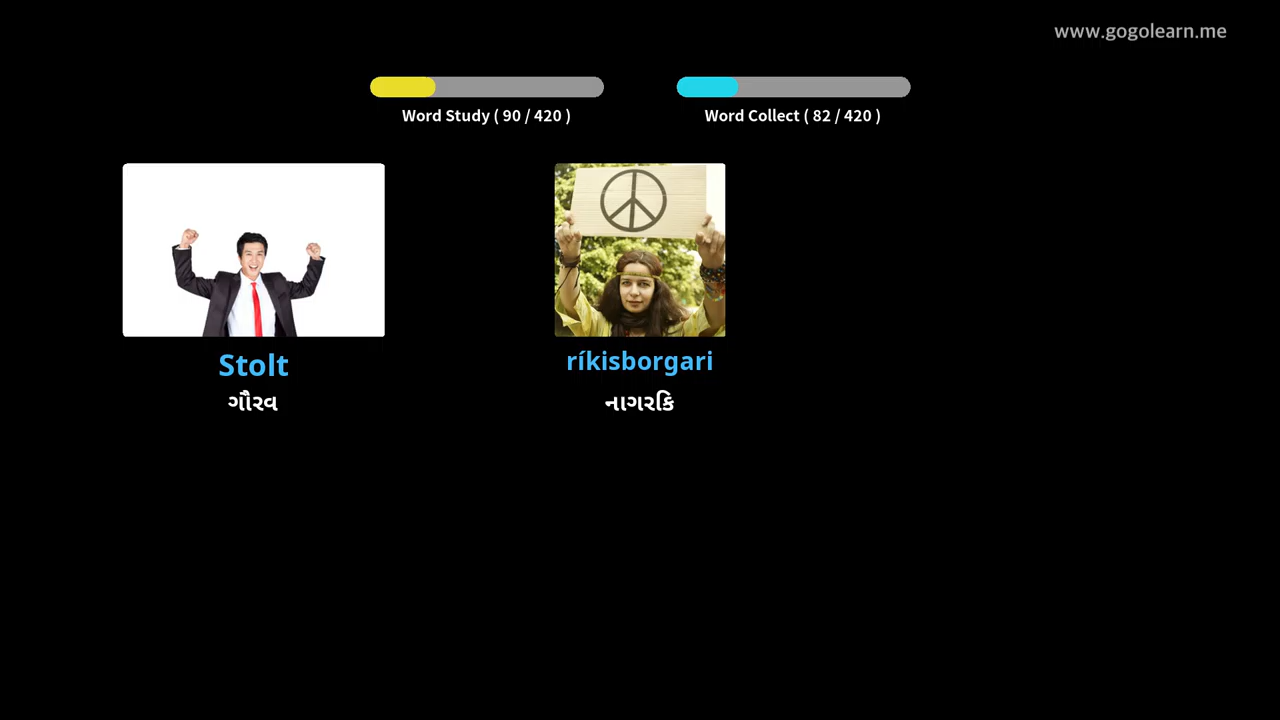 www.gogolearn.me
Word Study ( 90 / 420 )
Word Collect ( 82 / 420 )
Stolt
ગૌરવ
ríkisborgari
નાગરકિ